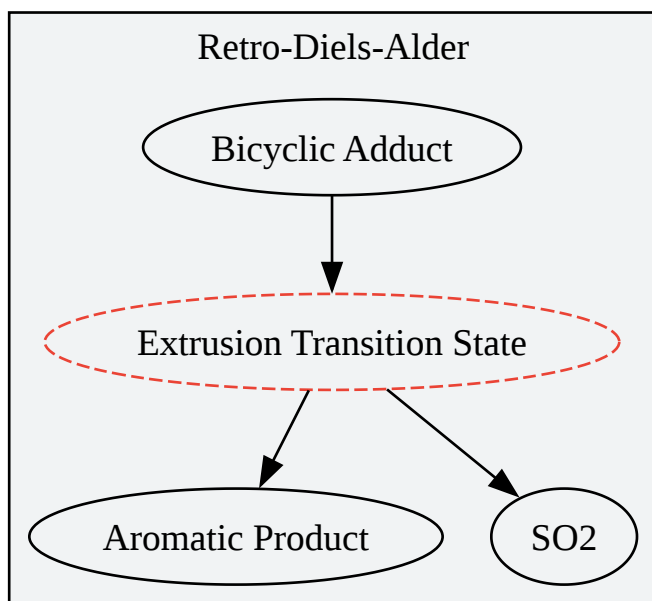 Retro-Diels-Alder
Bicyclic Adduct
Extrusion Transition State
Aromatic Product
SO2